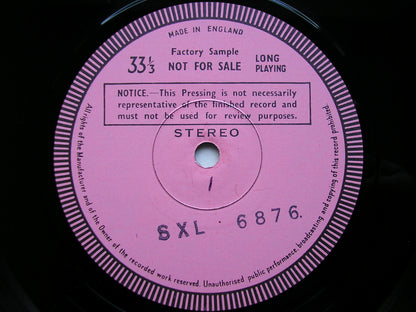 MADE IN ENGLAND
Factory Sample
33⅓ NOT FOR SALE LONG PLAYING
NOTICE.—This Pressing is not necessarily
representative of the finished record and
must not be used for review purposes.
STEREO
1
SXL · 6876.
All rights of the Manufacturer and of the Owner of the recorded work reserved. Unauthorised public performance, broadcasting and copying of this record prohibited.